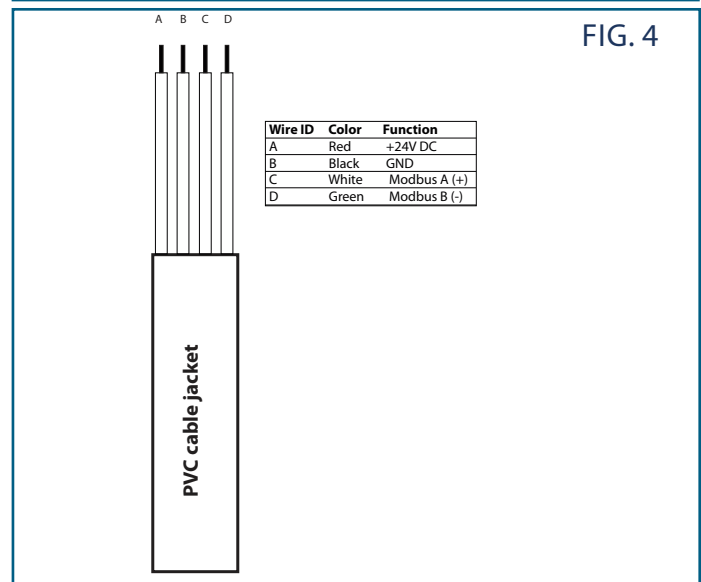 A B C D
FIG. 4
Wire ID Color Function
A Red +24V DC
B Black GND
C White Modbus A (+)
D Green Modbus B (-)
PVC cable jacket